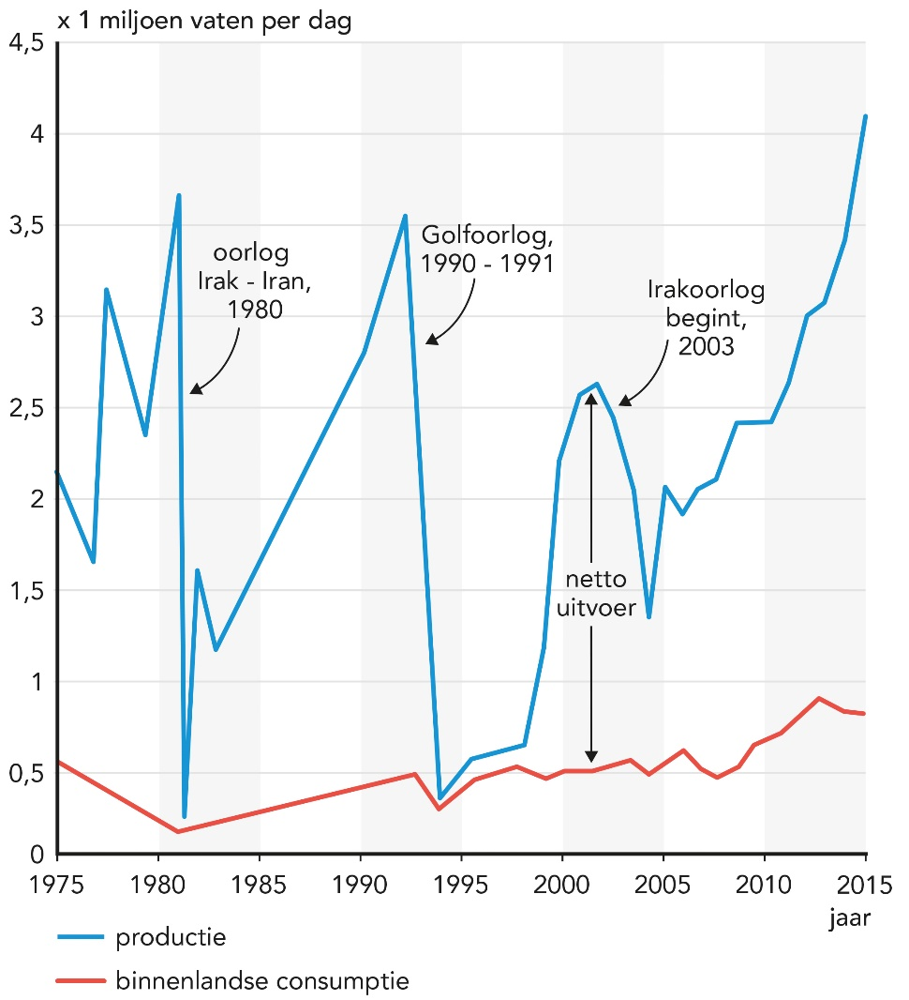 x 1 miljoen vaten per dag
4,5
4
3,5
3
2,5
2
1,5
1
0,5
0
oorlog
Irak - Iran,
1980
Golfoorlog,
1990 - 1991
Irakoorlog
begint,
2003
netto
uitvoer
1975 1980 1985 1990 1995 2000 2005 2010 2015
jaar
productie
binnenlandse consumptie